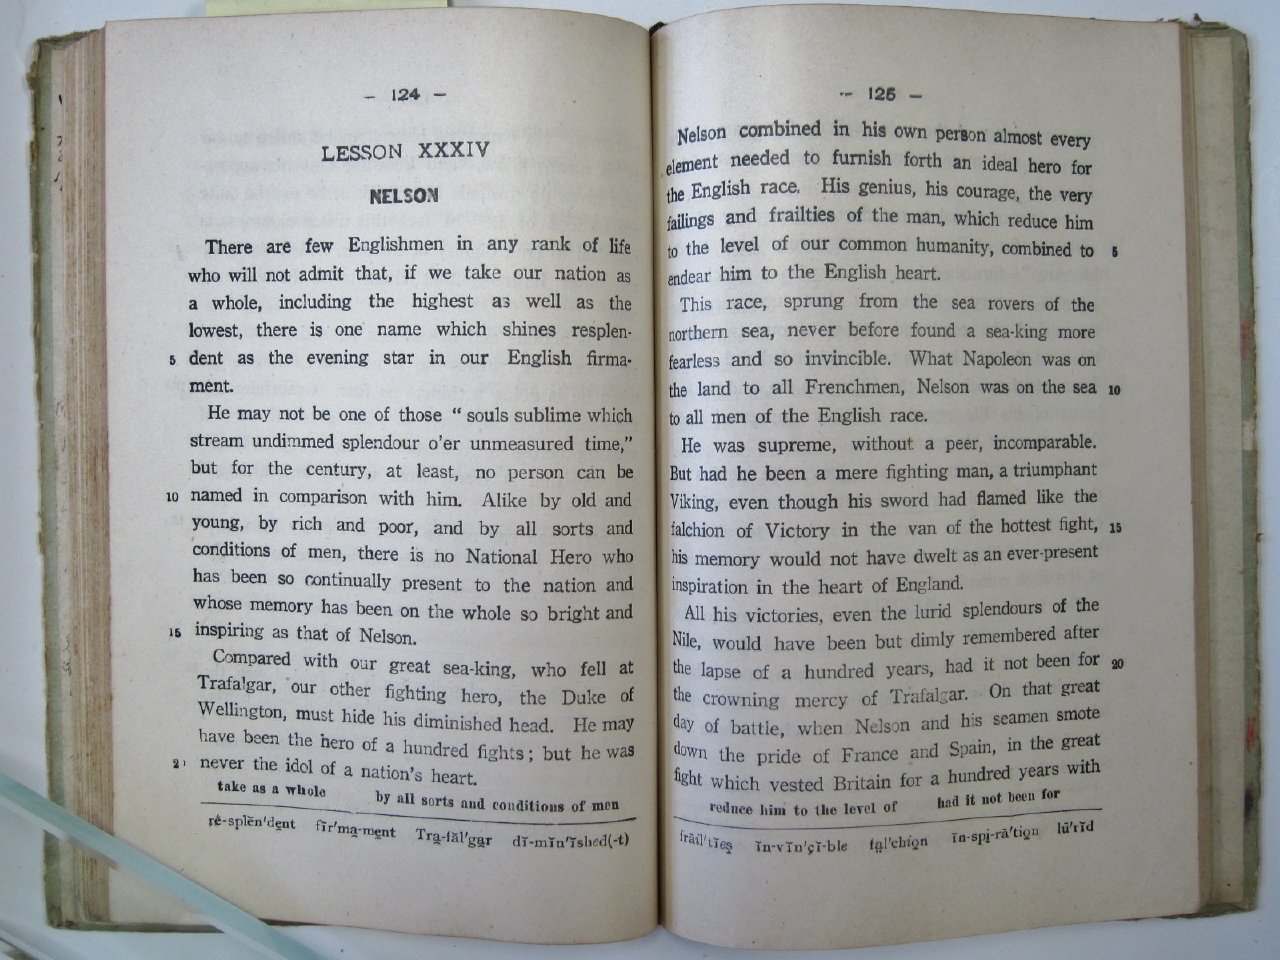 – 124 –
LESSON XXXIV
NELSON
There are few Englishmen in any rank of life
who will not admit that, if we take our nation as
a whole, including the highest as well as the
lowest, there is one name which shines resplen-
5 dent as the evening star in our English firma-
ment.
He may not be one of those “ souls sublime which
stream undimmed splendour o'er unmeasured time,”
but for the century, at least, no person can be
10 named in comparison with him. Alike by old and
young, by rich and poor, and by all sorts and
conditions of men, there is no National Hero who
has been so continually present to the nation and
whose memory has been on the whole so bright and
15 inspiring as that of Nelson.
Compared with our great sea-king, who fell at
Trafalgar, our other fighting hero, the Duke of
Wellington, must hide his diminished head. He may
have been the hero of a hundred fights ; but he was
never the idol of a nation's heart.
take as a whole by all sorts and conditions of men
rė-splĕn'dent fĩr'ma-ment Tra-făl'gar dĭ-mĭn'ĭshed(-t)
– 125 –
Nelson combined in his own person almost every
element needed to furnish forth an ideal hero for
the English race. His genius, his courage, the very
failings and frailties of the man, which reduce him
to the level of our common humanity, combined to 5
endear him to the English heart.
This race, sprung from the sea rovers of the
northern sea, never before found a sea-king more
fearless and so invincible. What Napoleon was on
the land to all Frenchmen, Nelson was on the sea 10
to all men of the English race.
He was supreme, without a peer, incomparable.
But had he been a mere fighting man, a triumphant
Viking, even though his sword had flamed like the
falchion of Victory in the van of the hottest fight, 15
his memory would not have dwelt as an ever-present
inspiration in the heart of England.
All his victories, even the lurid splendours of the
Nile, would have been but dimly remembered after
the lapse of a hundred years, had it not been for 20
the crowning mercy of Trafalgar. On that great
day of battle, when Nelson and his seamen smote
down the pride of France and Spain, in the great
fight which vested Britain for a hundred years with
reduce him to the level of had it not been for
frāil'tĭes ĭn-vĭn'çĭ-ble fal'chion ĭn-spi-rā'tion lū'rĭd